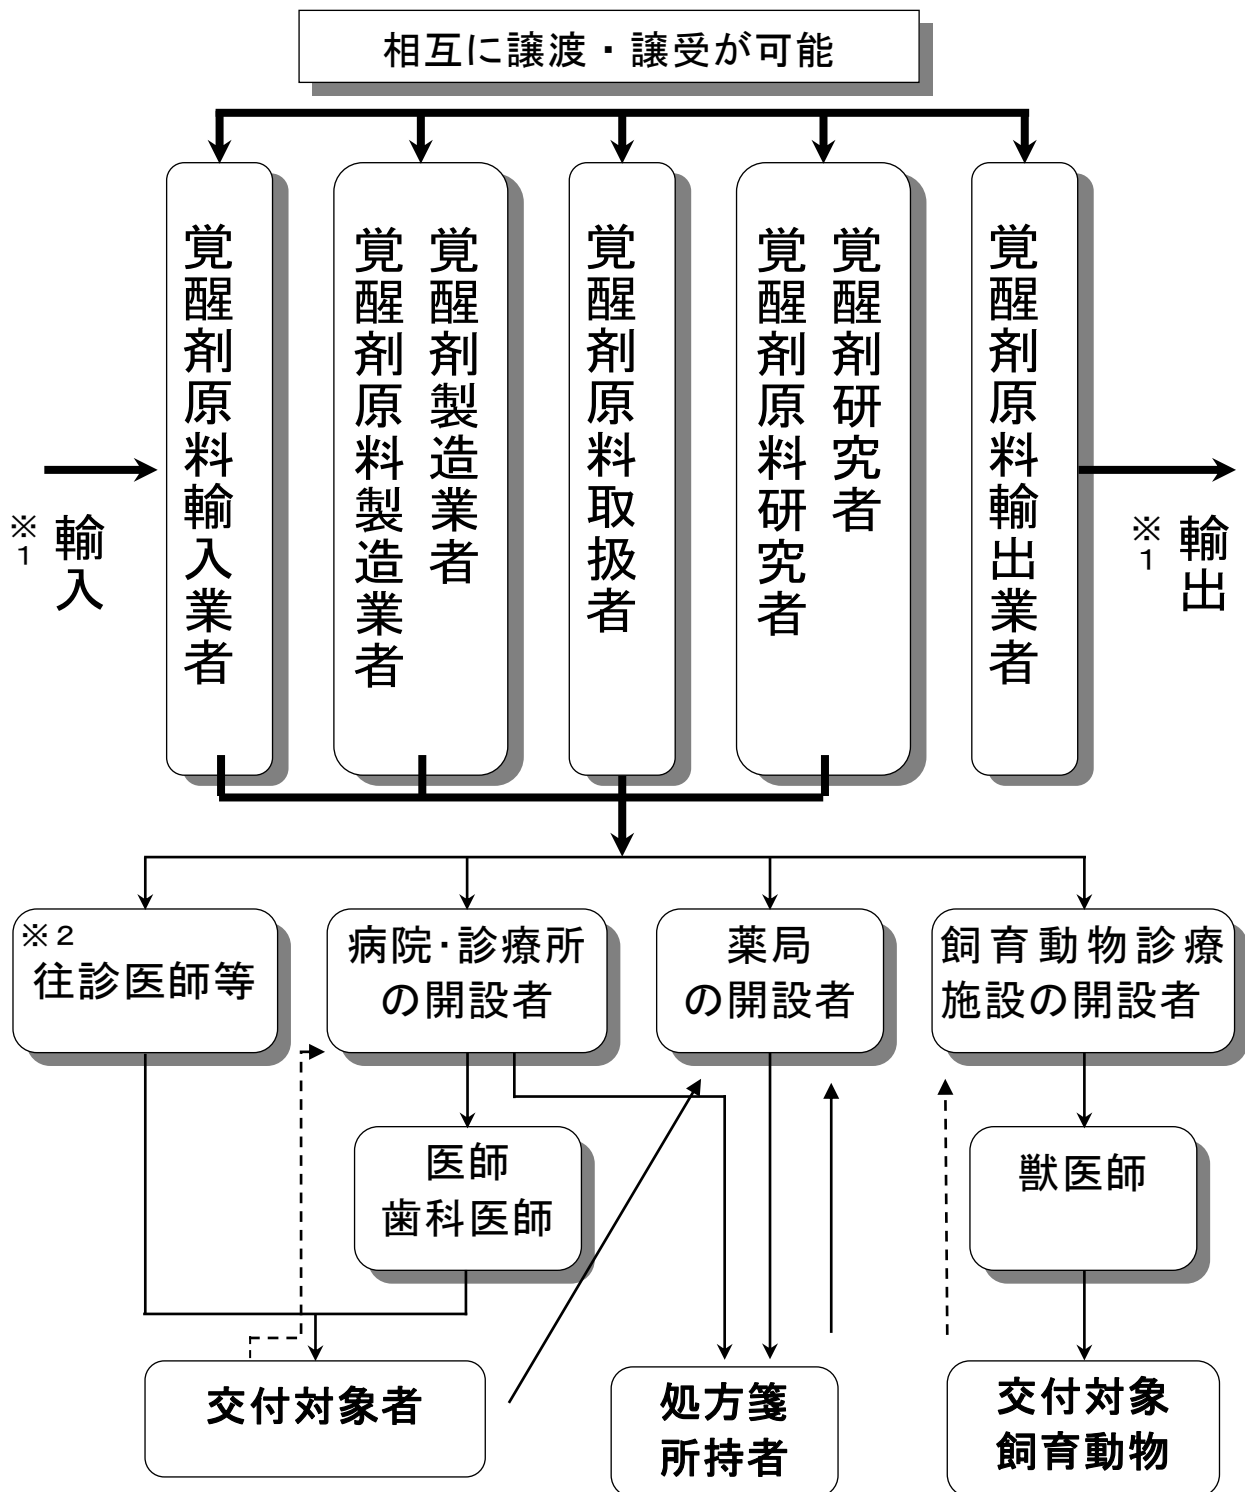 相互に譲渡・譲受が可能
覚醒剤原料輸入業者
覚醒剤製造業者
覚醒剤原料製造業者
覚醒剤原料取扱者
覚醒剤研究者
覚醒剤原料研究者
覚醒剤原料輸出業者
※1
輸入
※1
輸出
※2
往診医師等
病院・診療所
の開設者
薬局
の開設者
飼育動物診療
施設の開設者
医師
歯科医師
獣医師
交付対象者
処方箋
所持者
交付対象
飼育動物